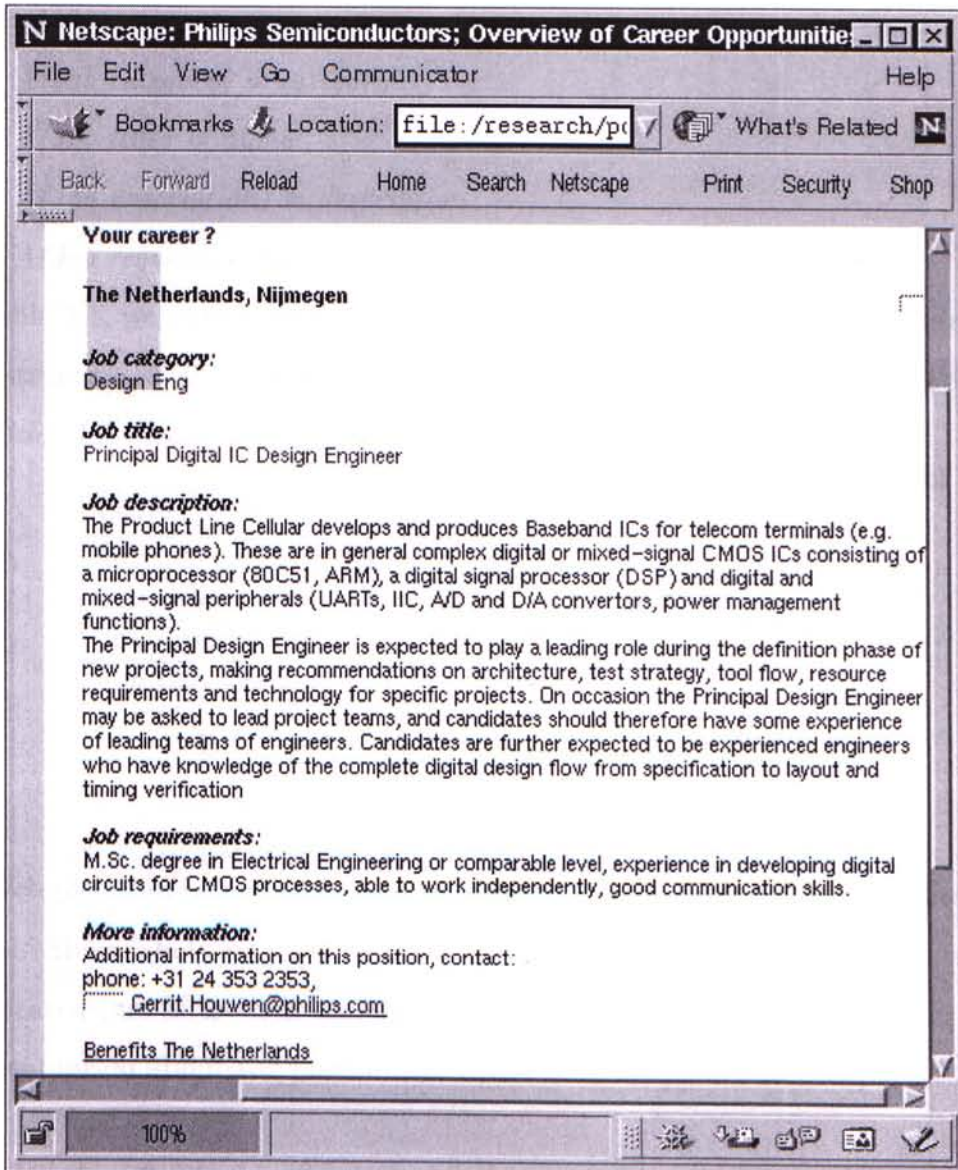 N Netscape: Philips Semiconductors; Overview of Career Opportunitie
File Edit View Go Communicator Help
Bookmarks Location: file:/research/po What's Related N
Back Forward Reload Home Search Netscape Print Security Shop
Your career ?
The Netherlands, Nijmegen
Job category:
Design Eng
Job title:
Principal Digital IC Design Engineer
Job description:
The Product Line Cellular develops and produces Baseband ICs for telecom terminals (e.g.
mobile phones). These are in general complex digital or mixed-signal CMOS ICs consisting of
a microprocessor (80C51, ARM), a digital signal processor (DSP) and digital and
mixed-signal peripherals (UARTs, IIC, A/D and D/A convertors, power management
functions).
The Principal Design Engineer is expected to play a leading role during the definition phase of
new projects, making recommendations on architecture, test strategy, tool flow, resource
requirements and technology for specific projects. On occasion the Principal Design Engineer
may be asked to lead project teams, and candidates should therefore have some experience
of leading teams of engineers. Candidates are further expected to be experienced engineers
who have knowledge of the complete digital design flow from specification to layout and
timing verification
Job requirements:
M.Sc. degree in Electrical Engineering or comparable level, experience in developing digital
circuits for CMOS processes, able to work independently, good communication skills.
More information:
Additional information on this position, contact:
phone: +31 24 353 2353,
Gerrit.Houwen@philips.com
Benefits The Netherlands
100%